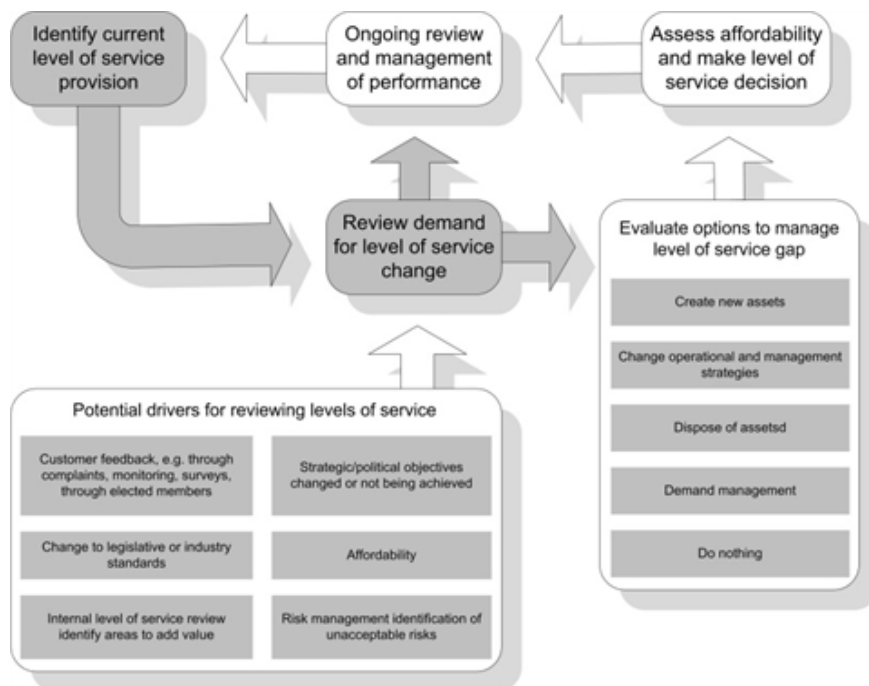 Identify current
level of service
provision
Ongoing review
and management
of performance
Assess affordability
and make level of
service decision
Review demand
for level of service
change
Evaluate options to manage
level of service gap
Create new assets
Change operational and management
strategies
Dispose of assetsd
Demand management
Do nothing
Potential drivers for reviewing levels of service
Customer feedback, e.g. through
complaints, monitoring, surveys,
through elected members
Strategic/political objectives
changed or not being achieved
Change to legislative or industry
standards
Affordability
Internal level of service review
identify areas to add value
Risk management identification of
unacceptable risks